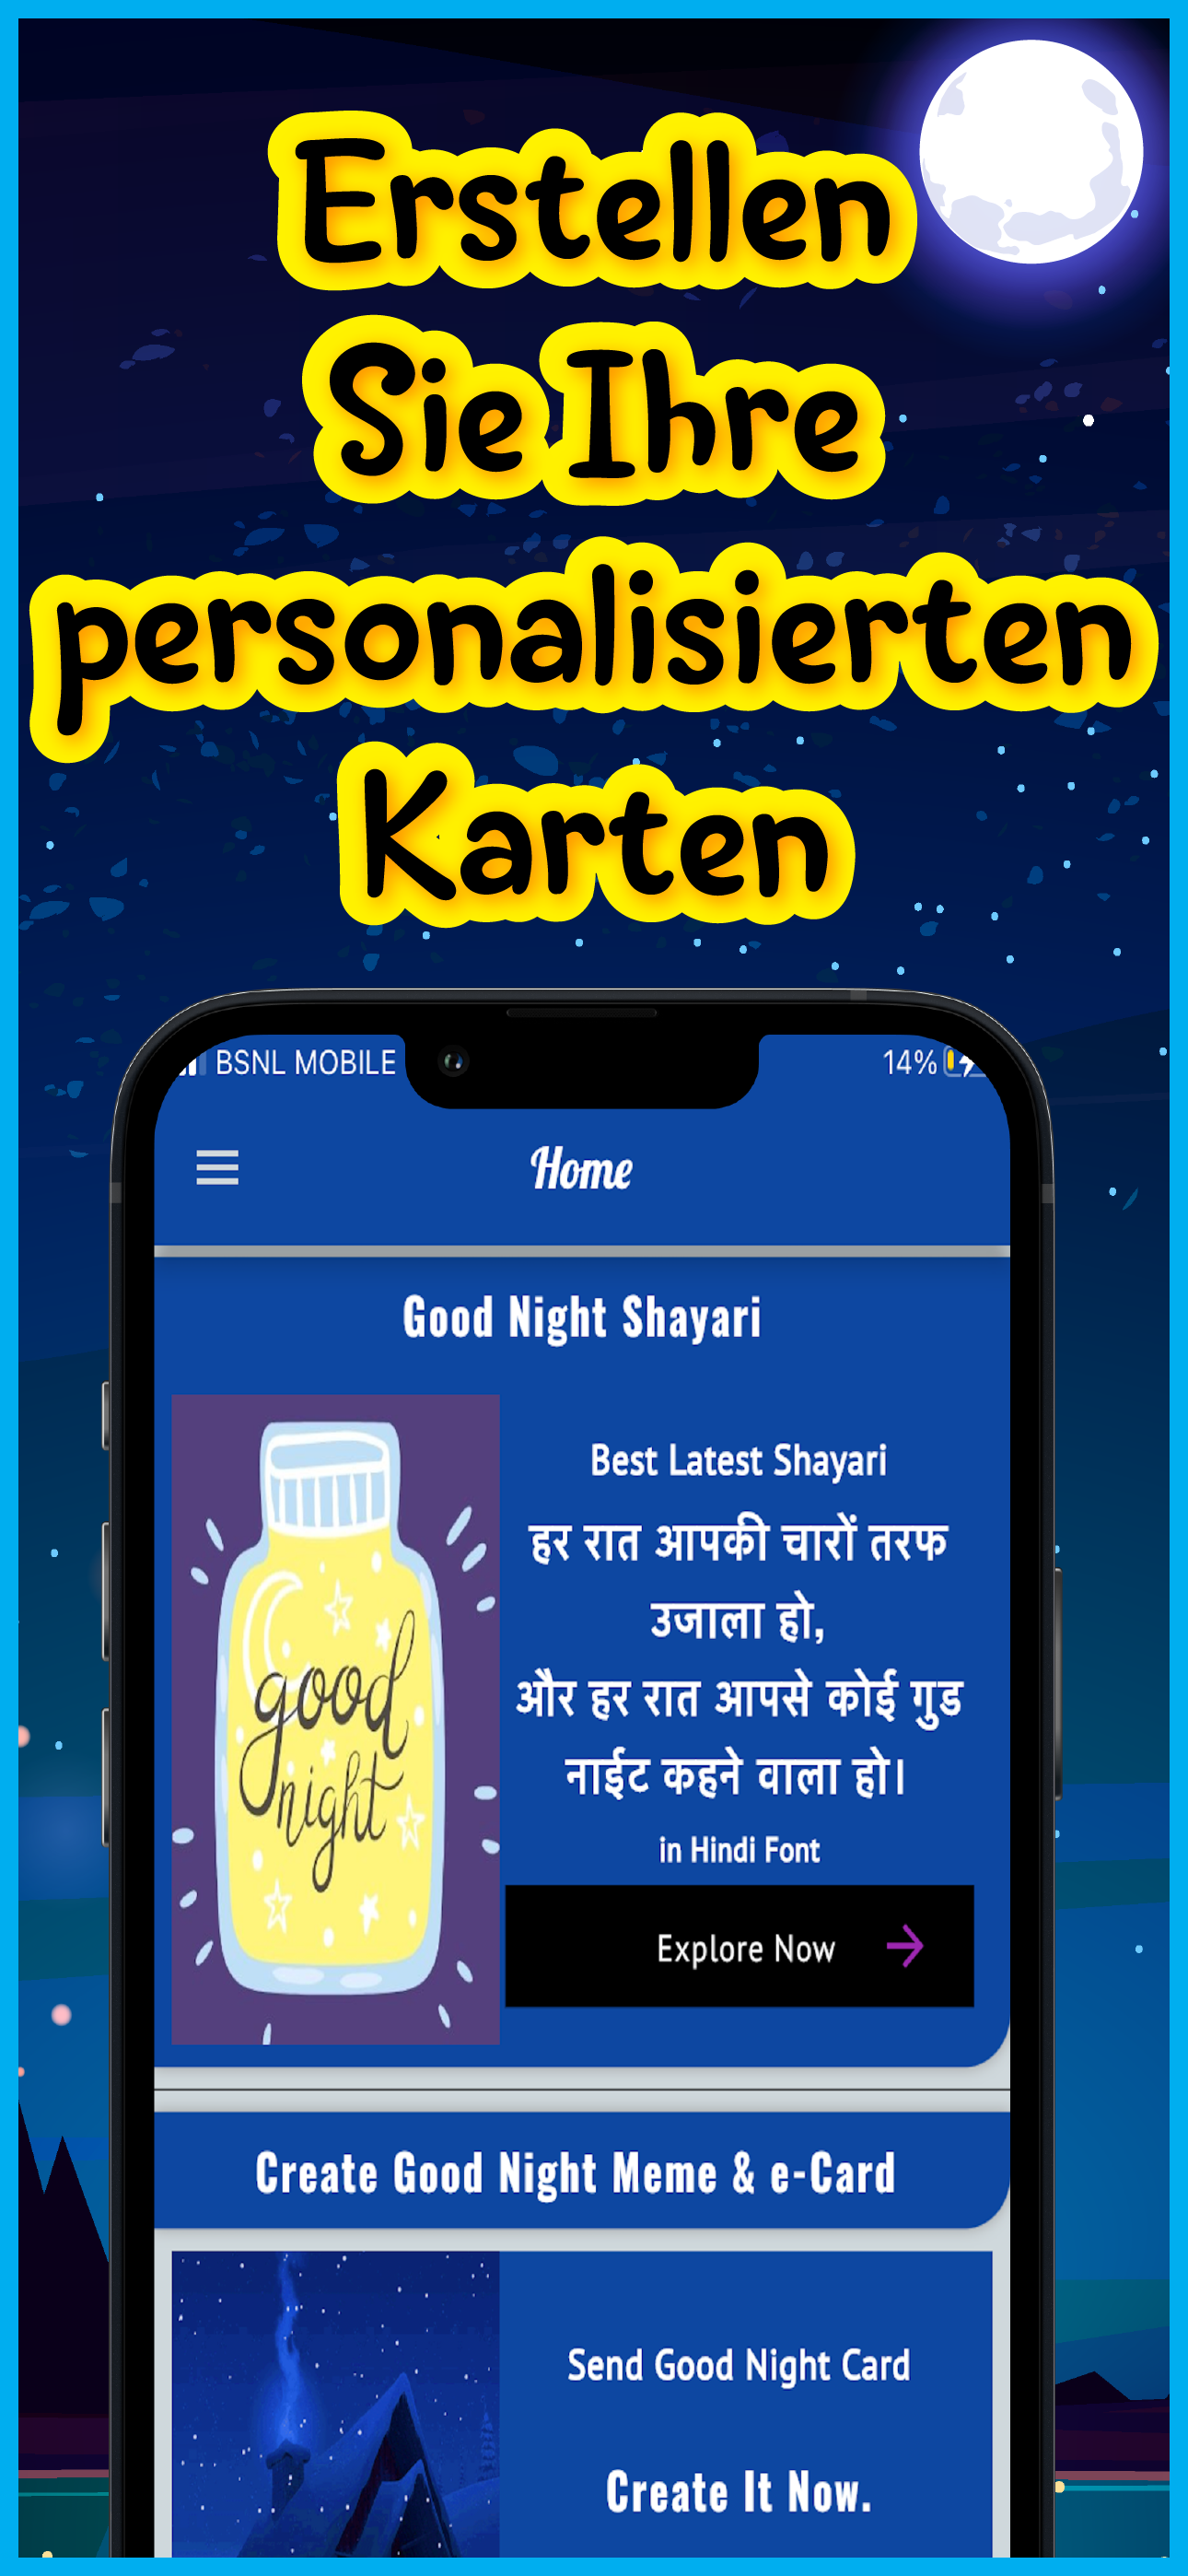 Erstellen
Sie Ihre
personalisierten
Karten
BSNL MOBILE 14%
Home
Good Night Shayari
good
night
Best Latest Shayari
हर रात आपकी चारों तरफ
उजाला हो,
और हर रात आपसे कोई गुड
नाईट कहने वाला हो।
in Hindi Font
Explore Now
Create Good Night Meme & e-Card
Send Good Night Card
Create It Now.